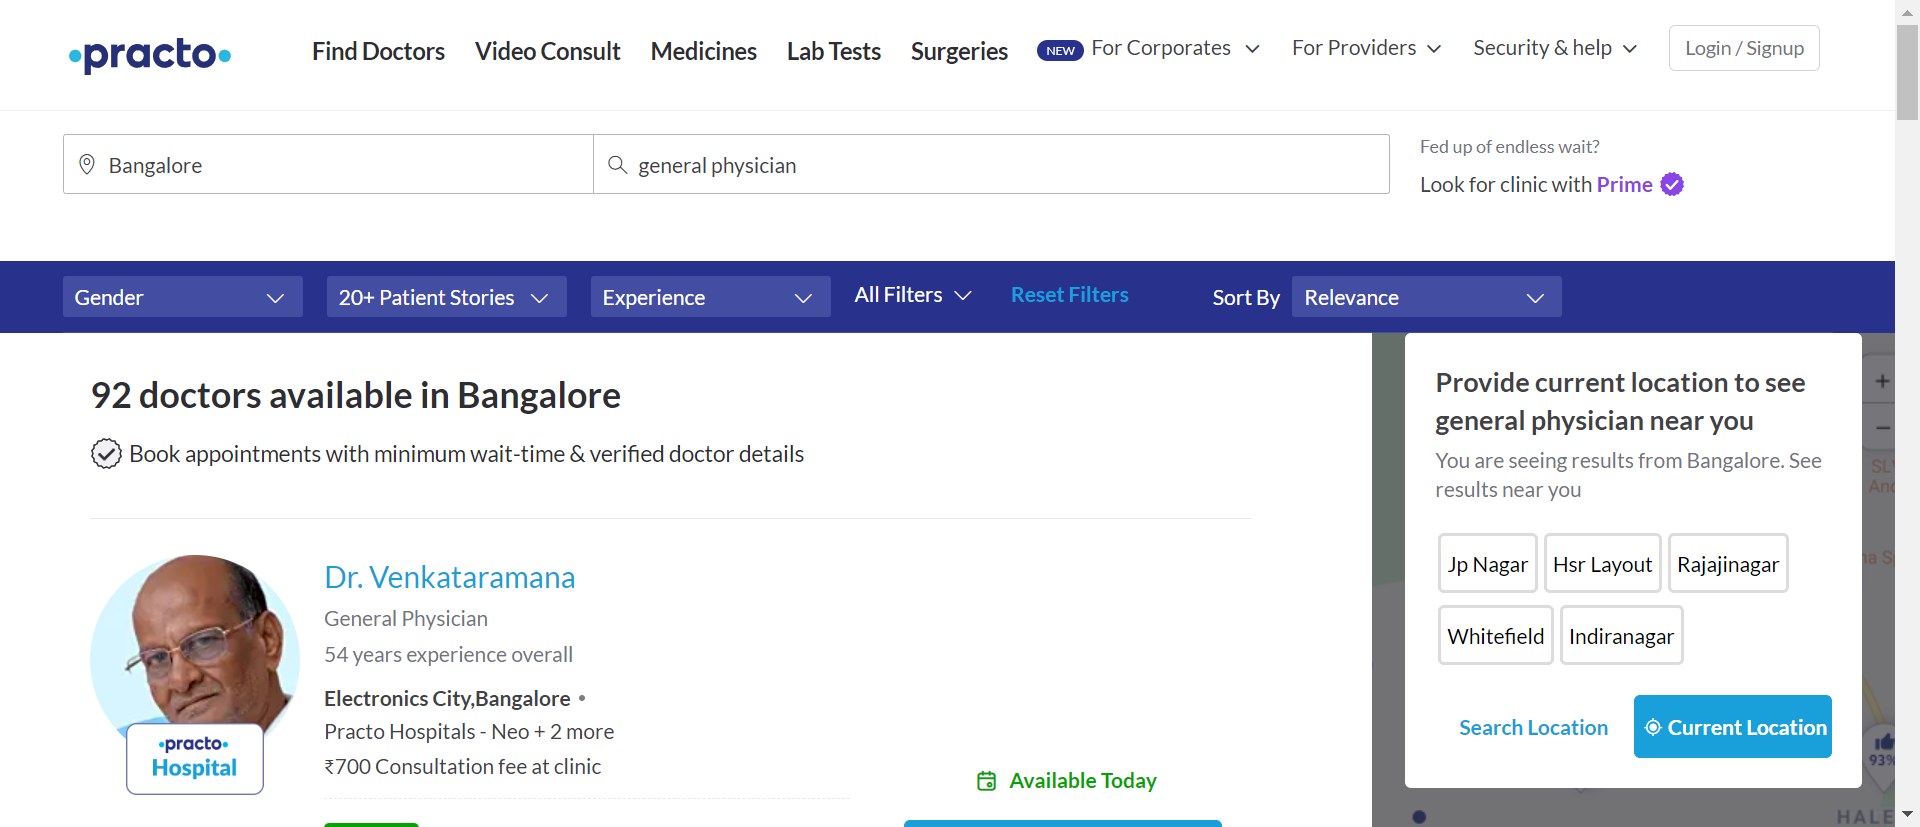 practo
Find Doctors
Video Consult
Medicines
Lab Tests
Surgeries
NEW
For Corporates
For Providers
Security & help
Login / Signup
Bangalore
general physician
Fed up of endless wait?
Look for clinic with Prime
Gender
20+ Patient Stories
Experience
All Filters
Reset Filters
Sort By
Relevance
92 doctors available in Bangalore
Book appointments with minimum wait-time & verified doctor details
Dr. Venkataramana
General Physician
54 years experience overall
Electronics City,Bangalore •
Practo Hospitals - Neo + 2 more
₹700 Consultation fee at clinic
practo
Hospital
Available Today
Provide current location to see
general physician near you
You are seeing results from Bangalore. See
results near you
Jp Nagar
Hsr Layout
Rajajinagar
Whitefield
Indiranagar
Search Location
Current Location
+
−
93%